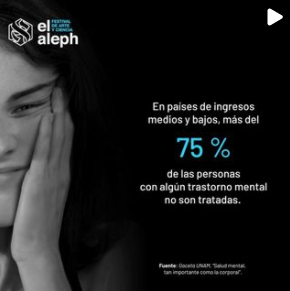 el aleph
FESTIVAL
DE ARTE
Y CIENCIA
En países de ingresos
medios y bajos, más del
75 %
de las personas
con algún trastorno mental
no son tratadas.
Fuente: Gaceta UNAM. "Salud mental,
tan importante como la corporal".